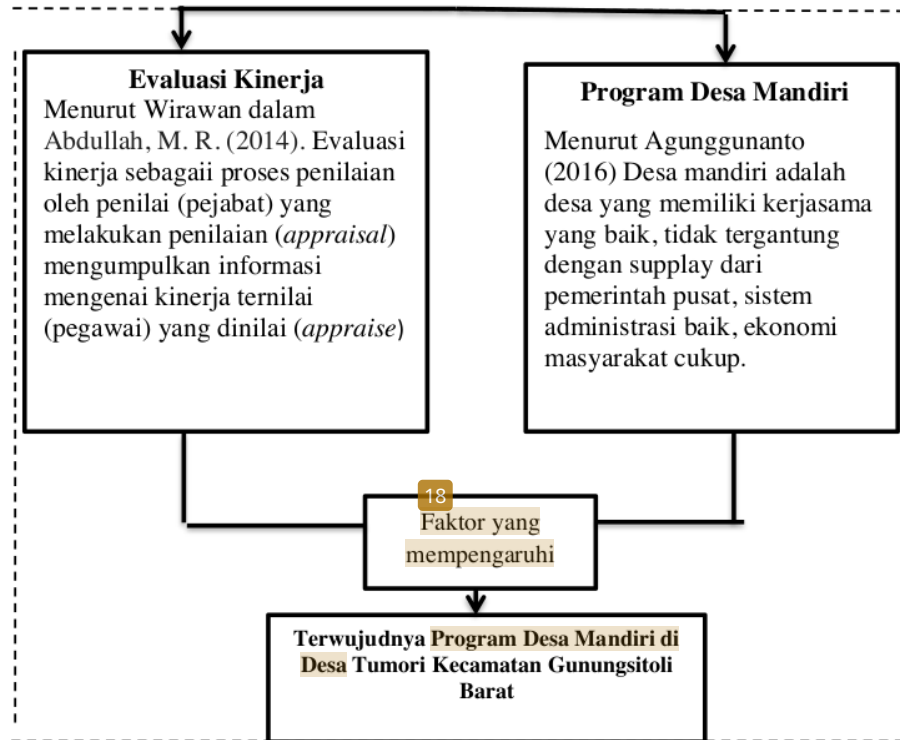 Evaluasi Kinerja
Menurut Wirawan dalam
Abdullah, M. R. (2014). Evaluasi
kinerja sebagaii proses penilaian
oleh penilai (pejabat) yang
melakukan penilaian (appraisal)
mengumpulkan informasi
mengenai kinerja ternilai
(pegawai) yang dinilai (appraise)
Program Desa Mandiri
Menurut Agunggunanto
(2016) Desa mandiri adalah
desa yang memiliki kerjasama
yang baik, tidak tergantung
dengan supplay dari
pemerintah pusat, sistem
administrasi baik, ekonomi
masyarakat cukup.
18
Faktor yang
mempengaruhi
Terwujudnya Program Desa Mandiri di
Desa Tumori Kecamatan Gunungsitoli
Barat